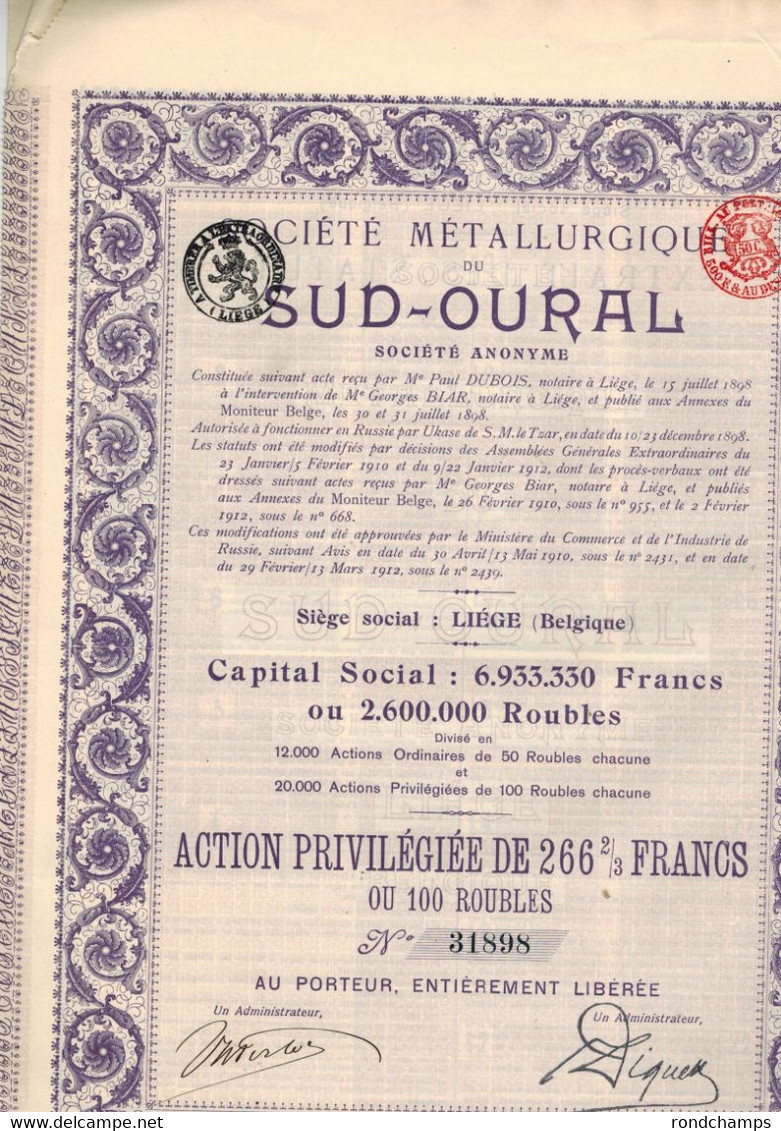 SOCIÉTÉ MÉTALLURGIQUE
DU
SUD-OURAL
SOCIÉTÉ ANONYME
Constituée suivant acte reçu par Me Paul DUBOIS, notaire à Liége, le 15 juillet 1898
à l'intervention de Me Georges BIAR, notaire à Liége, et publié aux Annexes du
Moniteur Belge, les 30 et 31 juillet 1898.
Autorisée à fonctionner en Russie par Ukase de S. M. le Tzar, en date du 10/23 décembre 1898.
Les statuts ont été modifiés par décisions des Assemblées Générales Extraordinaires du
23 Janvier/5 Février 1910 et du 9/22 Janvier 1912, dont les procès-verbaux ont été
dressés suivant actes reçus par Me Georges Biar, notaire à Liége, et publiés
aux Annexes du Moniteur Belge, le 26 Février 1910, sous le no 955, et le 2 Février
1912, sous le no 668.
Ces modifications ont été approuvées par le Ministère du Commerce et de l'Industrie de
Russie, suivant Avis en date du 30 Avril/13 Mai 1910, sous le no 2431, et en date
du 29 Février/13 Mars 1912, sous le no 2439.
SUD-OURAL
Siège social : LIÉGE (Belgique)
Capital Social : 6.933.330 Francs
ou 2.600.000 Roubles
Divisé en
12.000 Actions Ordinaires de 50 Roubles chacune
et
20.000 Actions Privilégiées de 100 Roubles chacune
LIÉGE
ACTION PRIVILÉGIÉE DE 266 2/3 FRANCS
OU 100 ROUBLES
No 31898
AU PORTEUR, ENTIÈREMENT LIBÉRÉE
Un Administrateur,
Un Administrateur,
delcampe.net
rondchamps